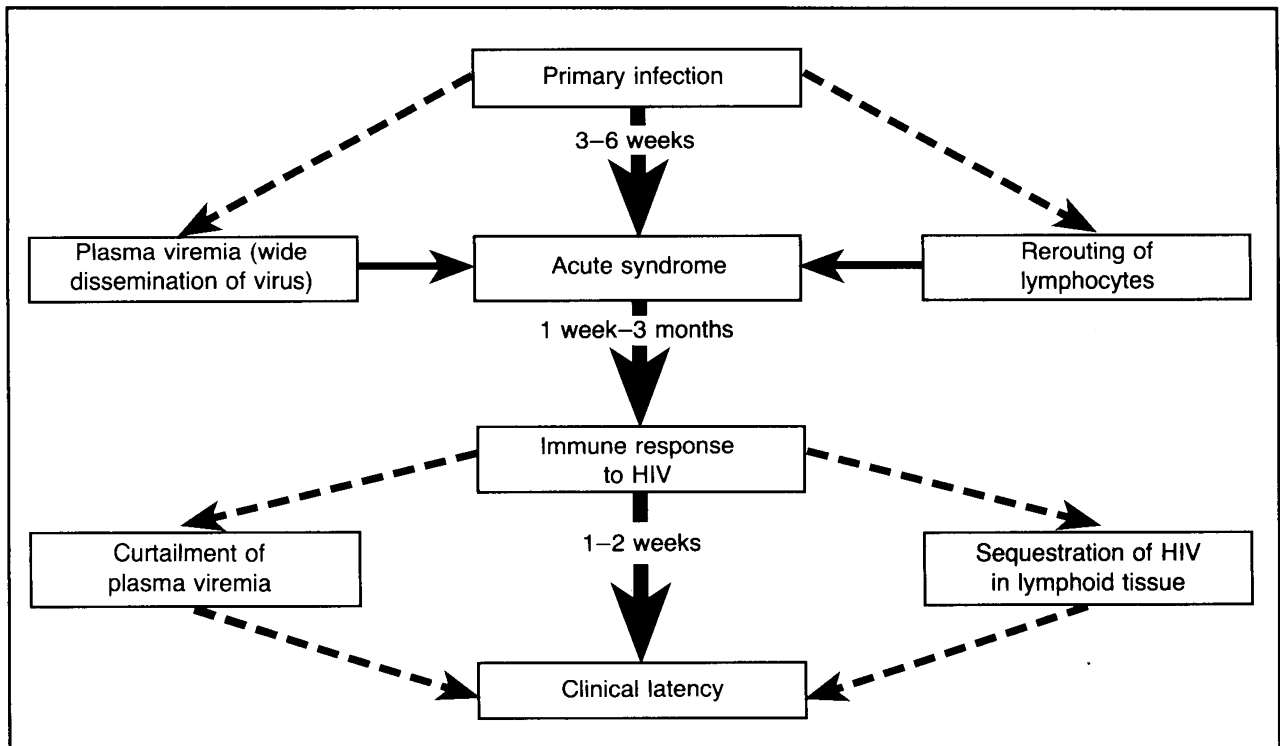 Primary infection
3–6 weeks
Plasma viremia (wide
dissemination of virus)
Acute syndrome
Rerouting of
lymphocytes
1 week–3 months
Immune response
to HIV
Curtailment of
plasma viremia
1–2 weeks
Sequestration of HIV
in lymphoid tissue
Clinical latency